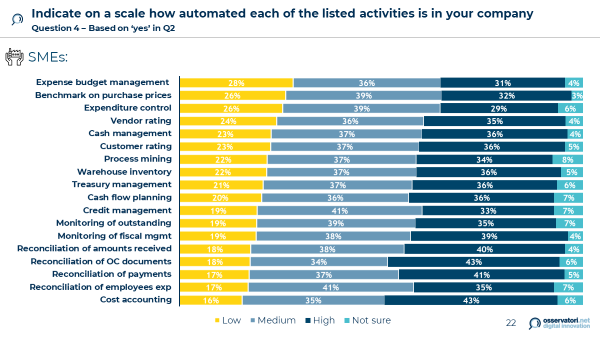 Indicate on a scale how automated each of the listed activities is in your company
Question 4 – Based on ‘yes’ in Q2
SMEs:
Expense budget management 28% 36% 31% 4%
Benchmark on purchase prices 26% 39% 32% 3%
Expenditure control 26% 39% 29% 6%
Vendor rating 24% 36% 35% 4%
Cash management 23% 37% 36% 4%
Customer rating 23% 37% 36% 5%
Process mining 22% 37% 34% 8%
Warehouse inventory 22% 37% 36% 5%
Treasury management 21% 37% 36% 6%
Cash flow planning 20% 36% 36% 7%
Credit management 19% 41% 33% 7%
Monitoring of outstanding 19% 39% 35% 7%
Monitoring of fiscal mgmt 19% 38% 39% 4%
Reconciliation of amounts received 18% 38% 40% 4%
Reconciliation of OC documents 18% 34% 43% 6%
Reconciliation of payments 17% 37% 41% 5%
Reconciliation of employees exp 17% 41% 35% 7%
Cost accounting 16% 35% 43% 6%
Low Medium High Not sure
22
osservatori.net
digital innovation